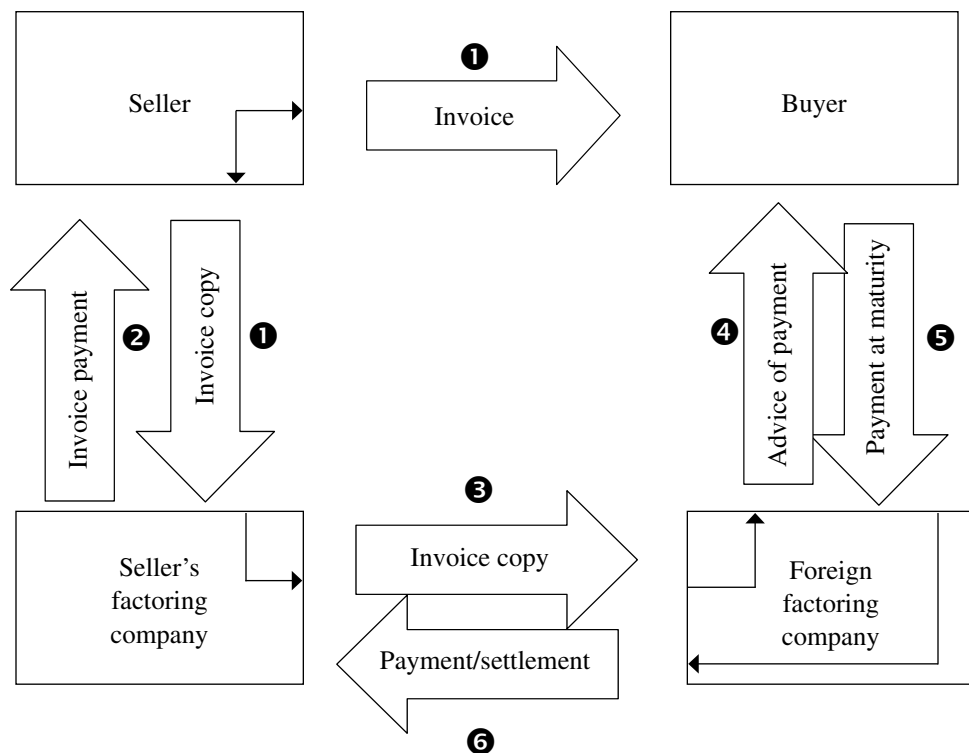 ❶
Seller
Invoice
Buyer
Invoice payment
❷
Invoice copy
❶
❹
Advice of payment
Payment at maturity
❺
❸
Invoice copy
Seller’s
factoring
company
Foreign
factoring
company
Payment/settlement
❻